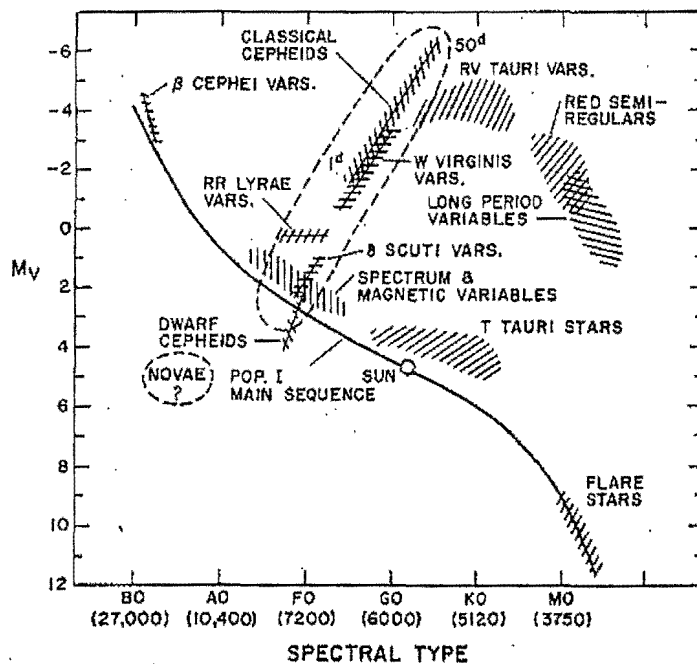 -6
-4
-2
0
2
4
6
8
10
12
Mv
CLASSICAL
CEPHEIDS
50d
β CEPHEI VARS.
RV TAURI VARS.
RED SEMI-
REGULARS
1d
W VIRGINIS
VARS.
RR LYRAE
VARS.
LONG PERIOD
VARIABLES
δ SCUTI VARS.
SPECTRUM &
MAGNETIC VARIABLES
DWARF
CEPHEIDS
T TAURI STARS
NOVAE
?
POP. I
MAIN SEQUENCE
SUN
FLARE
STARS
BO AO FO GO KO MO
(27,000) (10,400) (7200) (6000) (5120) (3750)
SPECTRAL TYPE